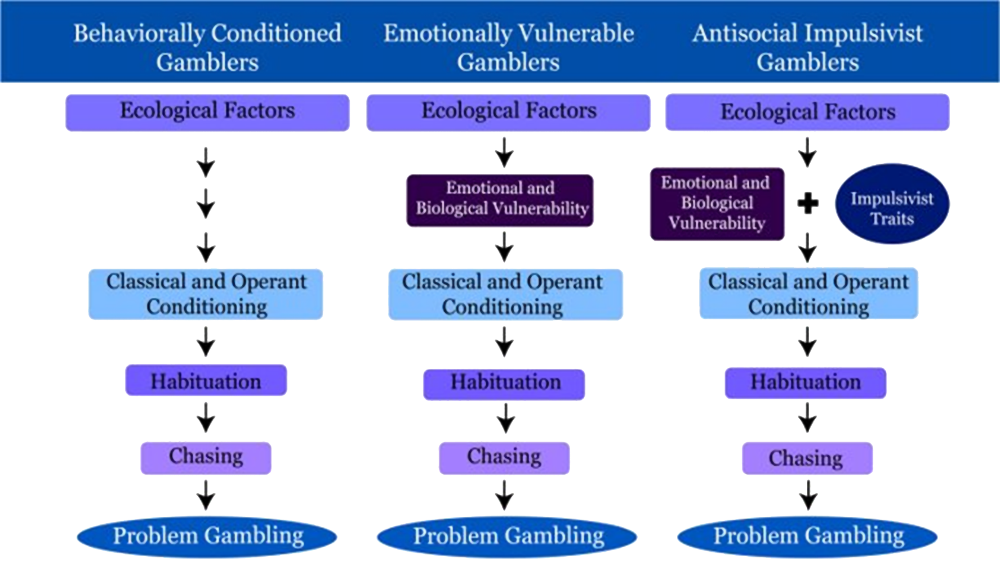 Behaviorally Conditioned
Gamblers
Emotionally Vulnerable
Gamblers
Antisocial Impulsivist
Gamblers
Ecological Factors
Classical and Operant
Conditioning
Habituation
Chasing
Problem Gambling
Ecological Factors
Emotional and
Biological Vulnerability
Classical and Operant
Conditioning
Habituation
Chasing
Problem Gambling
Ecological Factors
Emotional and
Biological
Vulnerability
Impulsivist
Traits
Classical and Operant
Conditioning
Habituation
Chasing
Problem Gambling